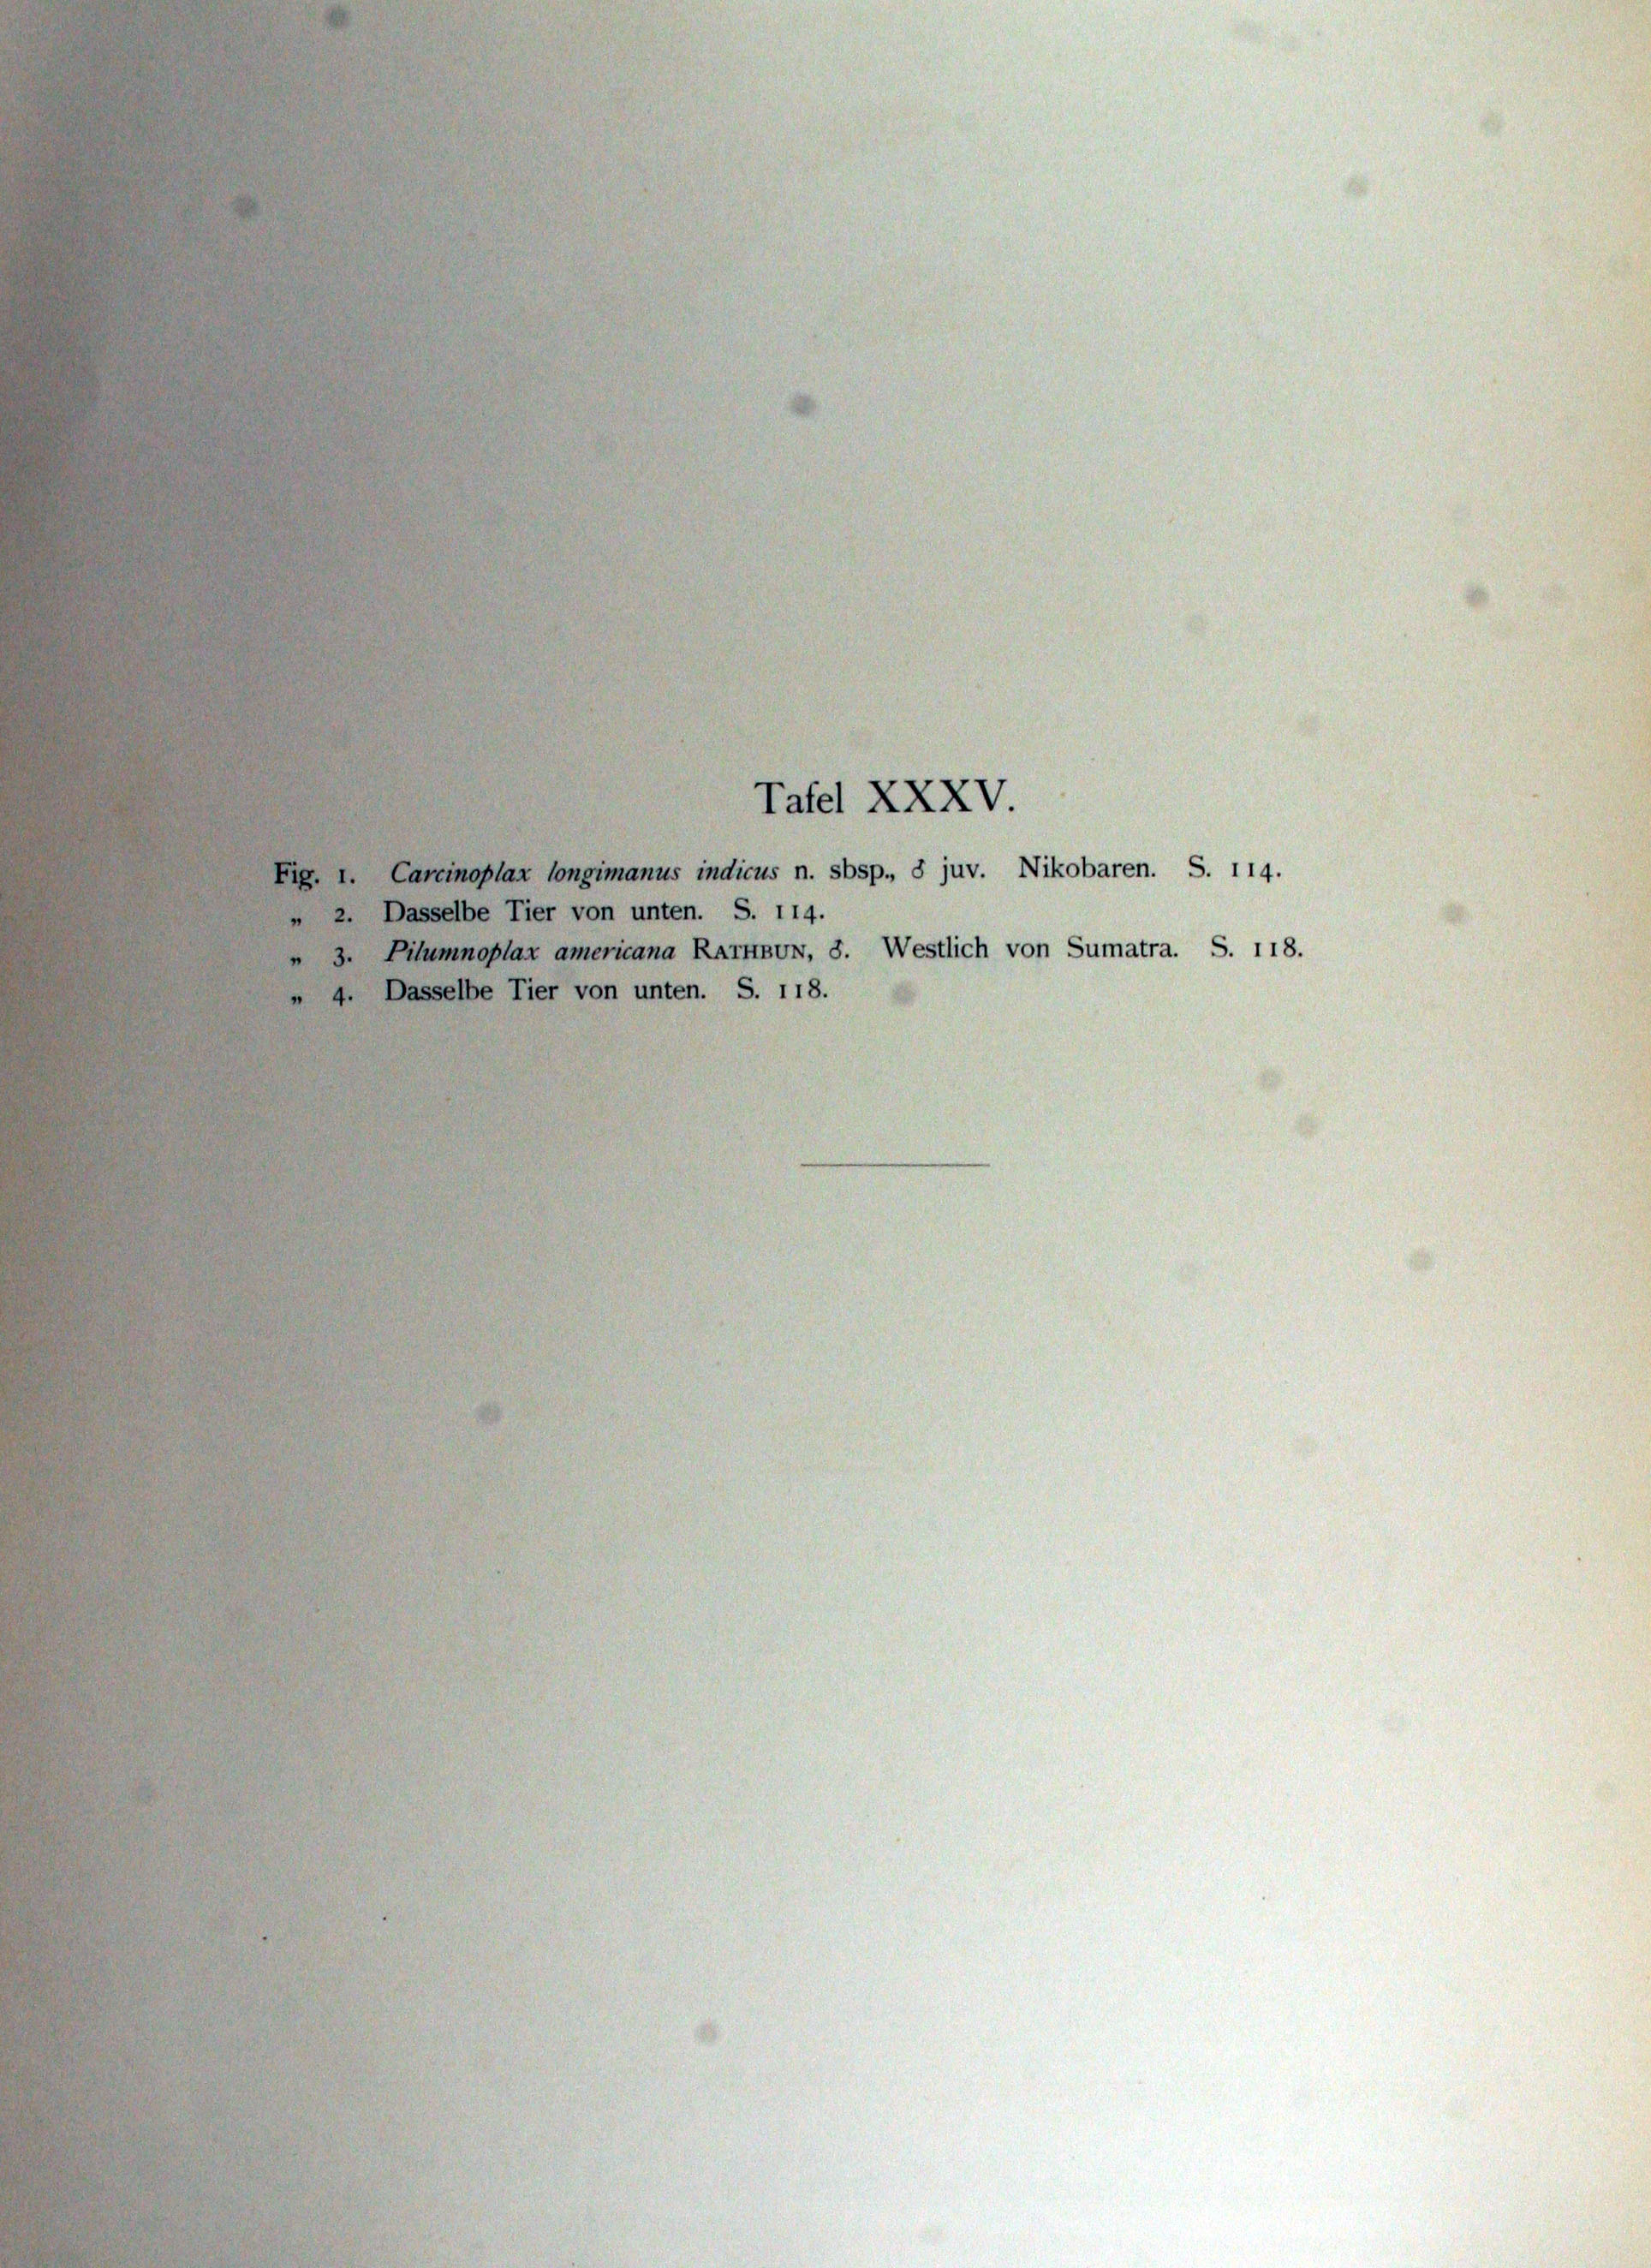 Tafel XXXV.
Fig. 1. Carcinoplax longimanus indicus n. sbsp., ♂ juv. Nikobaren. S. 114.
„ 2. Dasselbe Tier von unten. S. 114.
„ 3. Pilumnoplax americana RATHBUN, ♂. Westlich von Sumatra. S. 118.
„ 4. Dasselbe Tier von unten. S. 118.